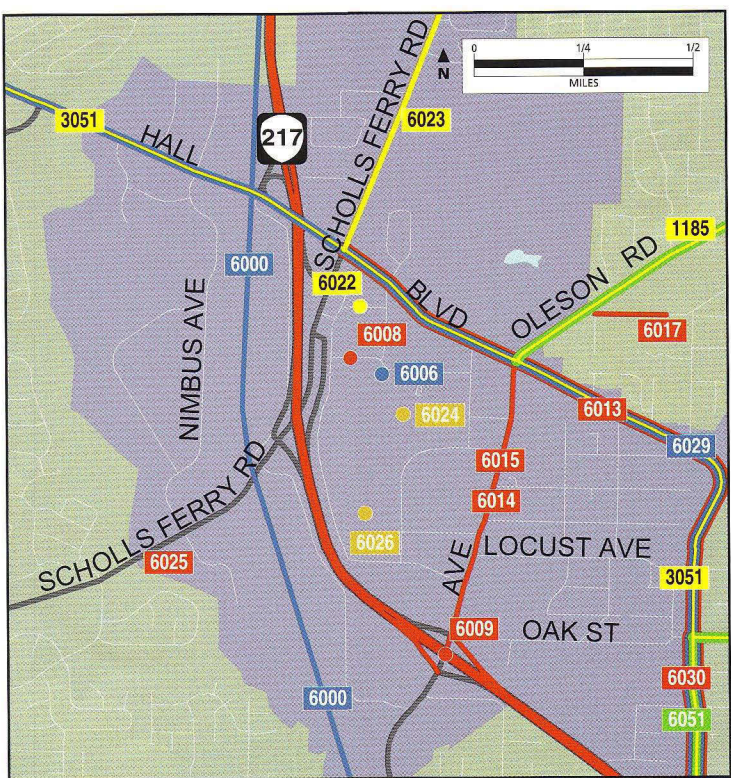 0 1/4 1/2
MILES
N
SCHOLLS FERRY RD
6023
3051
HALL
217
1185
OLESON RD
6000
6022
BLVD
NIMBUS AVE
6008
6017
6006
6013
6024
6029
6015
6014
SCHOLLS FERRY RD
6026
LOCUST AVE
6025
AVE
3051
6009
OAK ST
6030
6000
6051